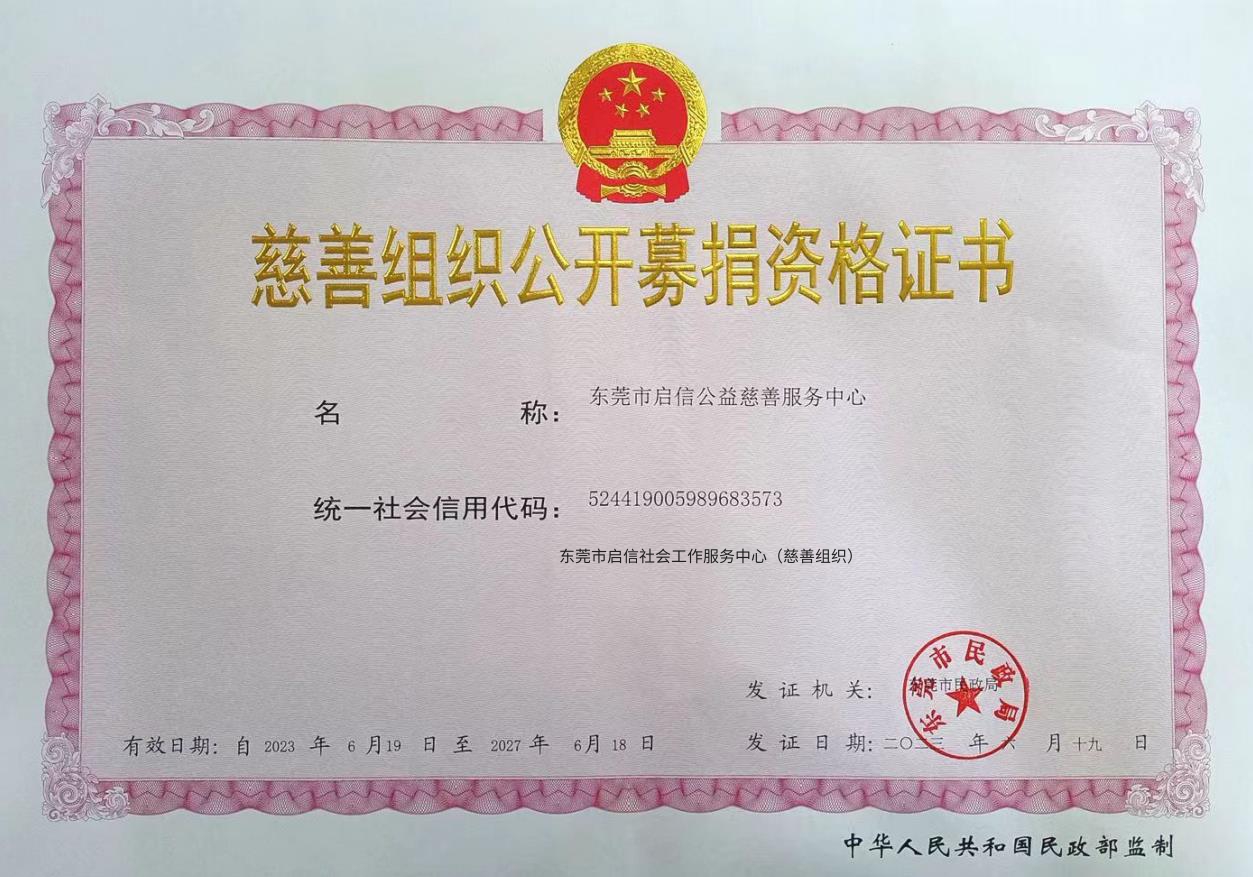 慈善组织公开募捐资格证书
名 称： 东莞市启信公益慈善服务中心
统一社会信用代码： 524419005989683573
东莞市启信社会工作服务中心（慈善组织）
发证机关： 东莞市民政局
东莞市民政局
有效日期： 自 2023 年 6 月 19 日 至 2027 年 6 月 18 日
发证日期： 二〇二三 年 六 月 十九 日
中华人民共和国民政部监制